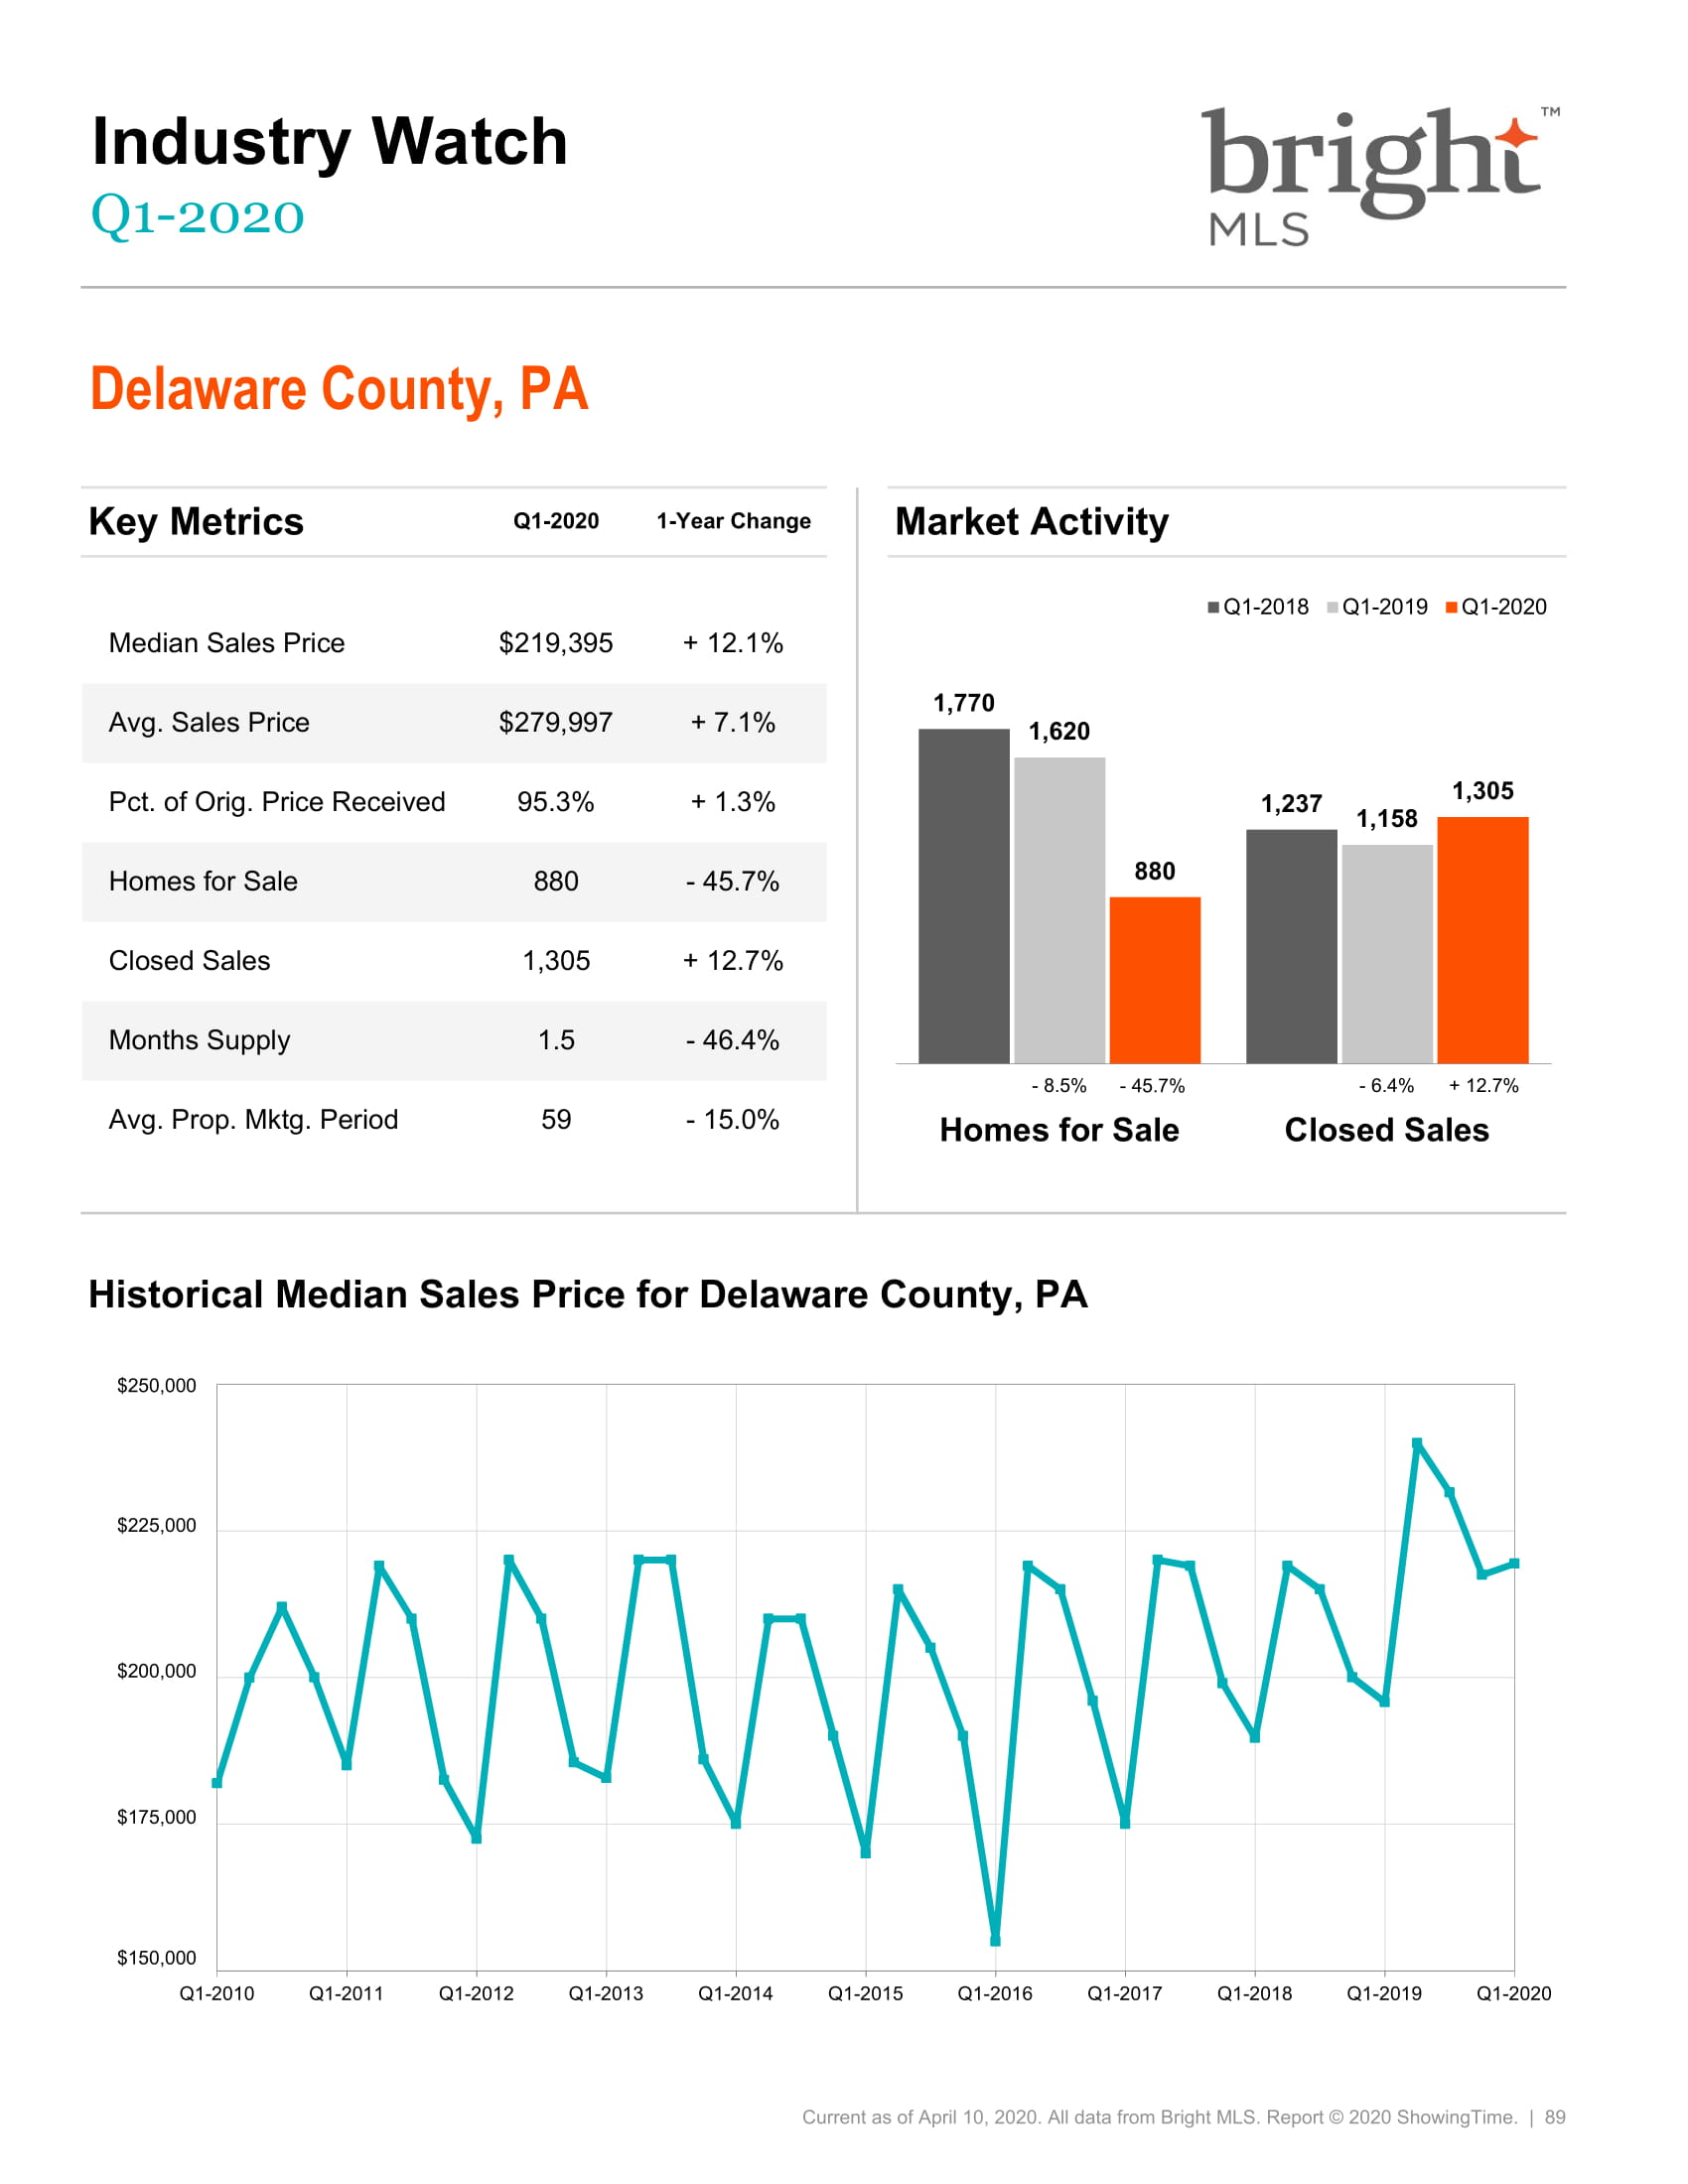 Industry Watch
Q1-2020
bright™
MLS
Delaware County, PA
Key Metrics Q1-2020 1-Year Change
Median Sales Price $219,395 + 12.1%
Avg. Sales Price $279,997 + 7.1%
Pct. of Orig. Price Received 95.3% + 1.3%
Homes for Sale 880 - 45.7%
Closed Sales 1,305 + 12.7%
Months Supply 1.5 - 46.4%
Avg. Prop. Mktg. Period 59 - 15.0%
Market Activity
Q1-2018 Q1-2019 Q1-2020
1,770 1,620 880 1,237 1,158 1,305
- 8.5% - 45.7% - 6.4% + 12.7%
Homes for Sale Closed Sales
Historical Median Sales Price for Delaware County, PA
$250,000
$225,000
$200,000
$175,000
$150,000
Q1-2010 Q1-2011 Q1-2012 Q1-2013 Q1-2014 Q1-2015 Q1-2016 Q1-2017 Q1-2018 Q1-2019 Q1-2020
Current as of April 10, 2020. All data from Bright MLS. Report © 2020 ShowingTime. | 89